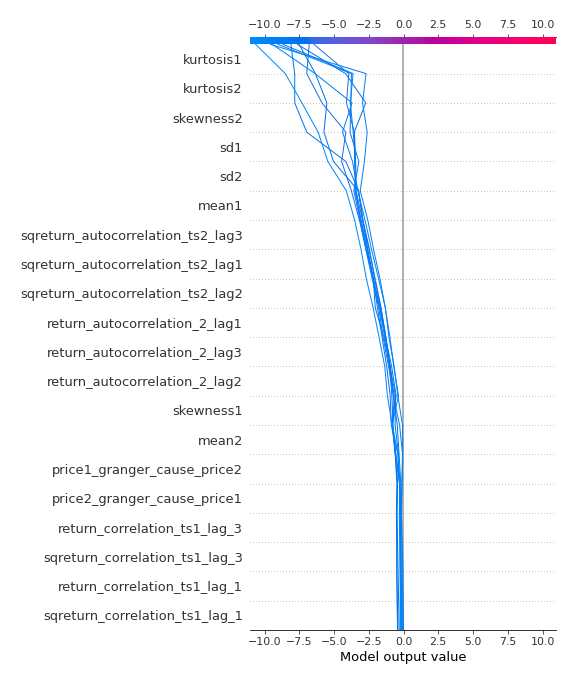 −10.0 −7.5 −5.0 −2.5 0.0 2.5 5.0 7.5 10.0
kurtosis1
kurtosis2
skewness2
sd1
sd2
mean1
sqreturn_autocorrelation_ts2_lag3
sqreturn_autocorrelation_ts2_lag1
sqreturn_autocorrelation_ts2_lag2
return_autocorrelation_2_lag1
return_autocorrelation_2_lag3
return_autocorrelation_2_lag2
skewness1
mean2
price1_granger_cause_price2
price2_granger_cause_price1
return_correlation_ts1_lag_3
sqreturn_correlation_ts1_lag_3
return_correlation_ts1_lag_1
sqreturn_correlation_ts1_lag_1
−10.0 −7.5 −5.0 −2.5 0.0 2.5 5.0 7.5 10.0
Model output value